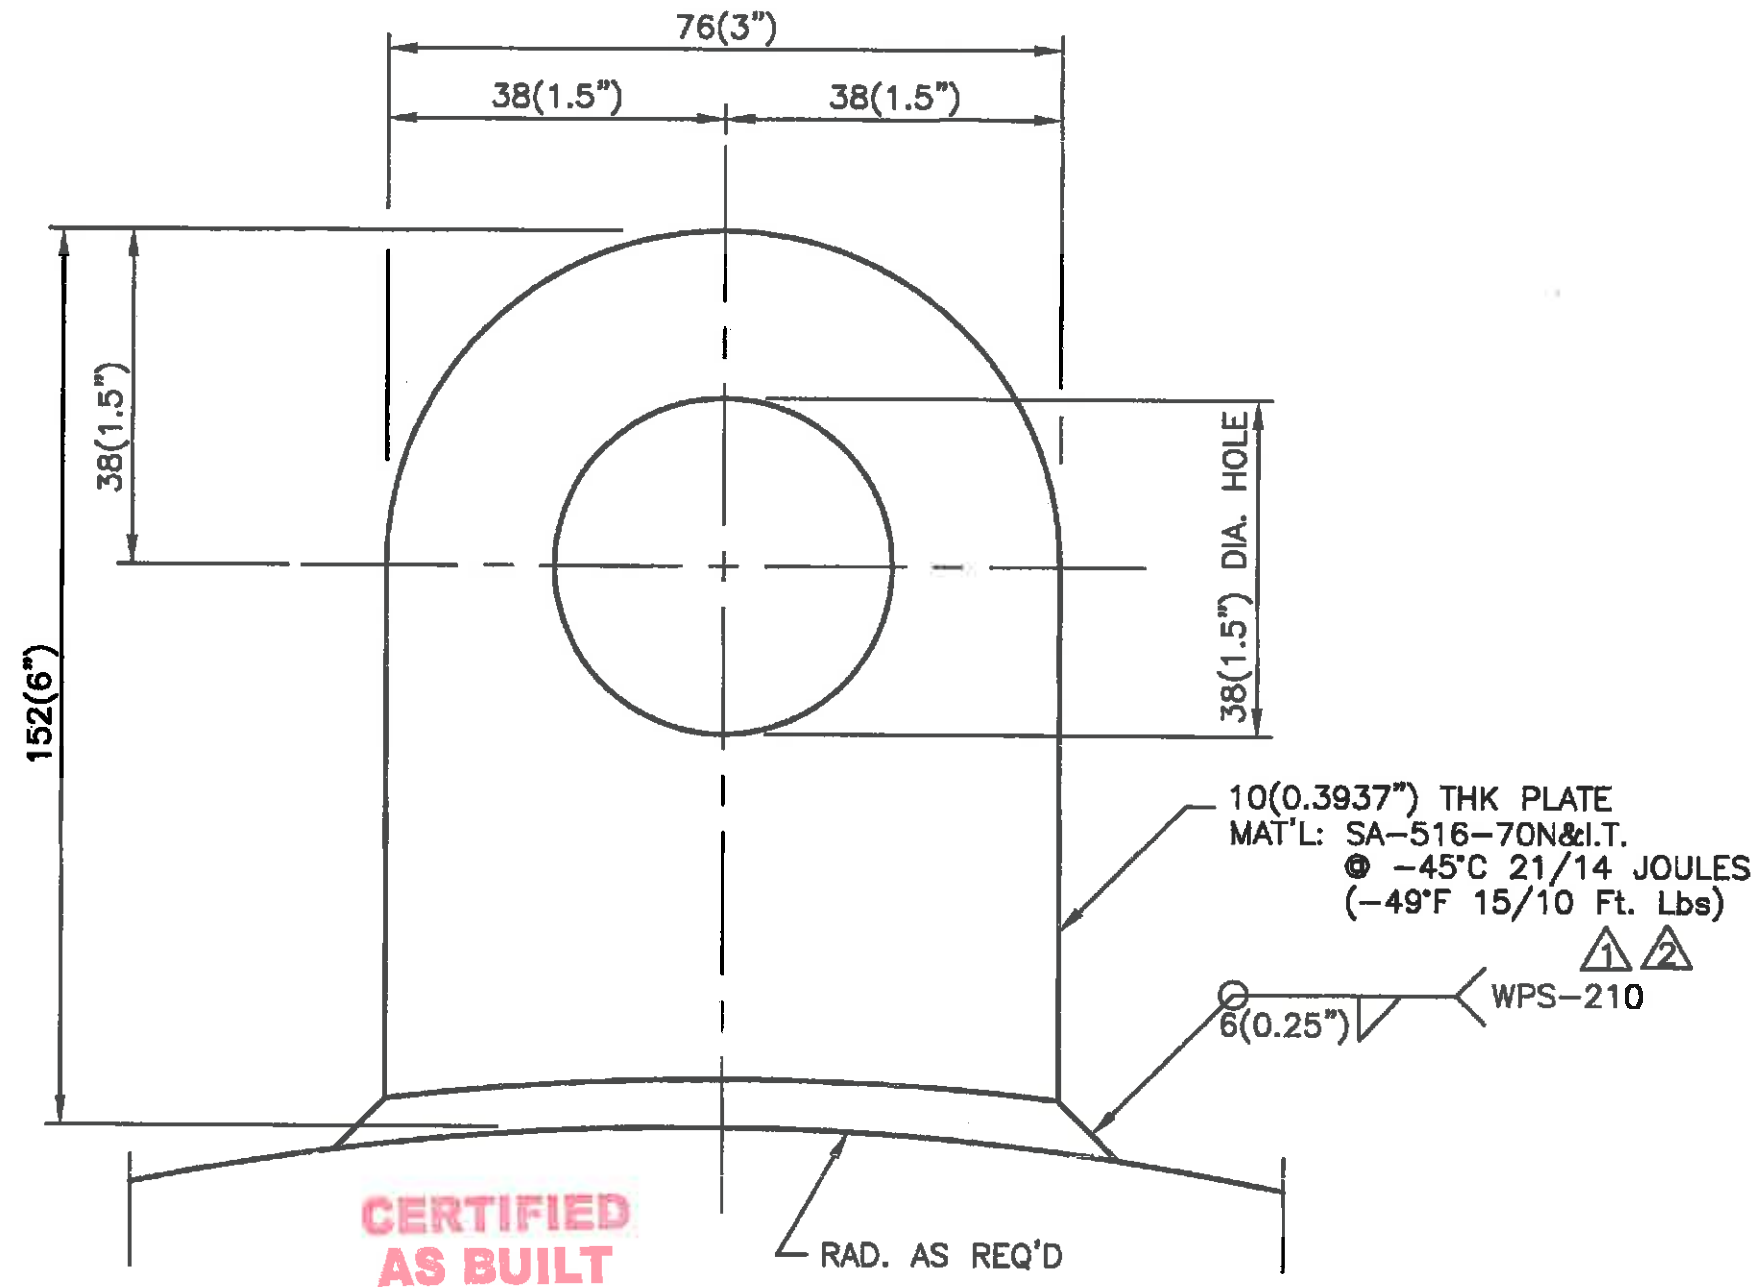 76(3")
38(1.5")
38(1.5")
38(1.5")
152(6")
38(1.5") DIA. HOLE
10(0.3937") THK PLATE
MAT'L: SA-516-70N&I.T.
@ -45°C 21/14 JOULES
(-49°F 15/10 Ft. Lbs)
1 2
WPS-210
6(0.25")
RAD. AS REQ'D
CERTIFIED
AS BUILT